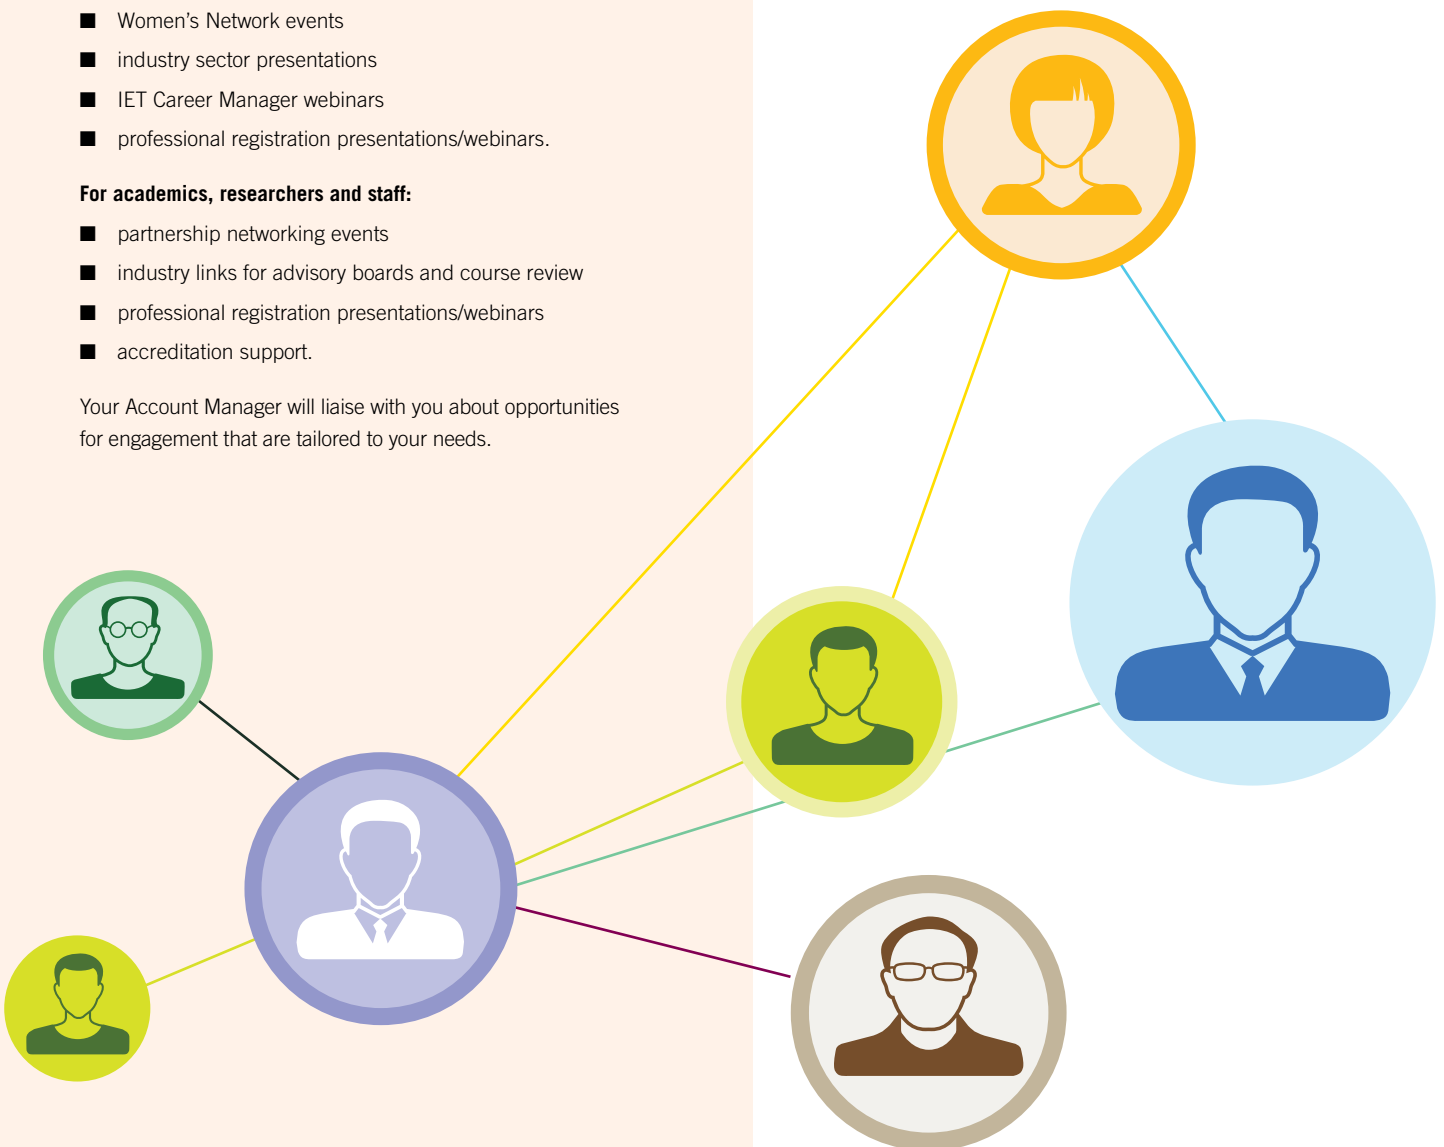 ■ Women’s Network events
■ industry sector presentations
■ IET Career Manager webinars
■ professional registration presentations/webinars.
For academics, researchers and staff:
■ partnership networking events
■ industry links for advisory boards and course review
■ professional registration presentations/webinars
■ accreditation support.
Your Account Manager will liaise with you about opportunities
for engagement that are tailored to your needs.